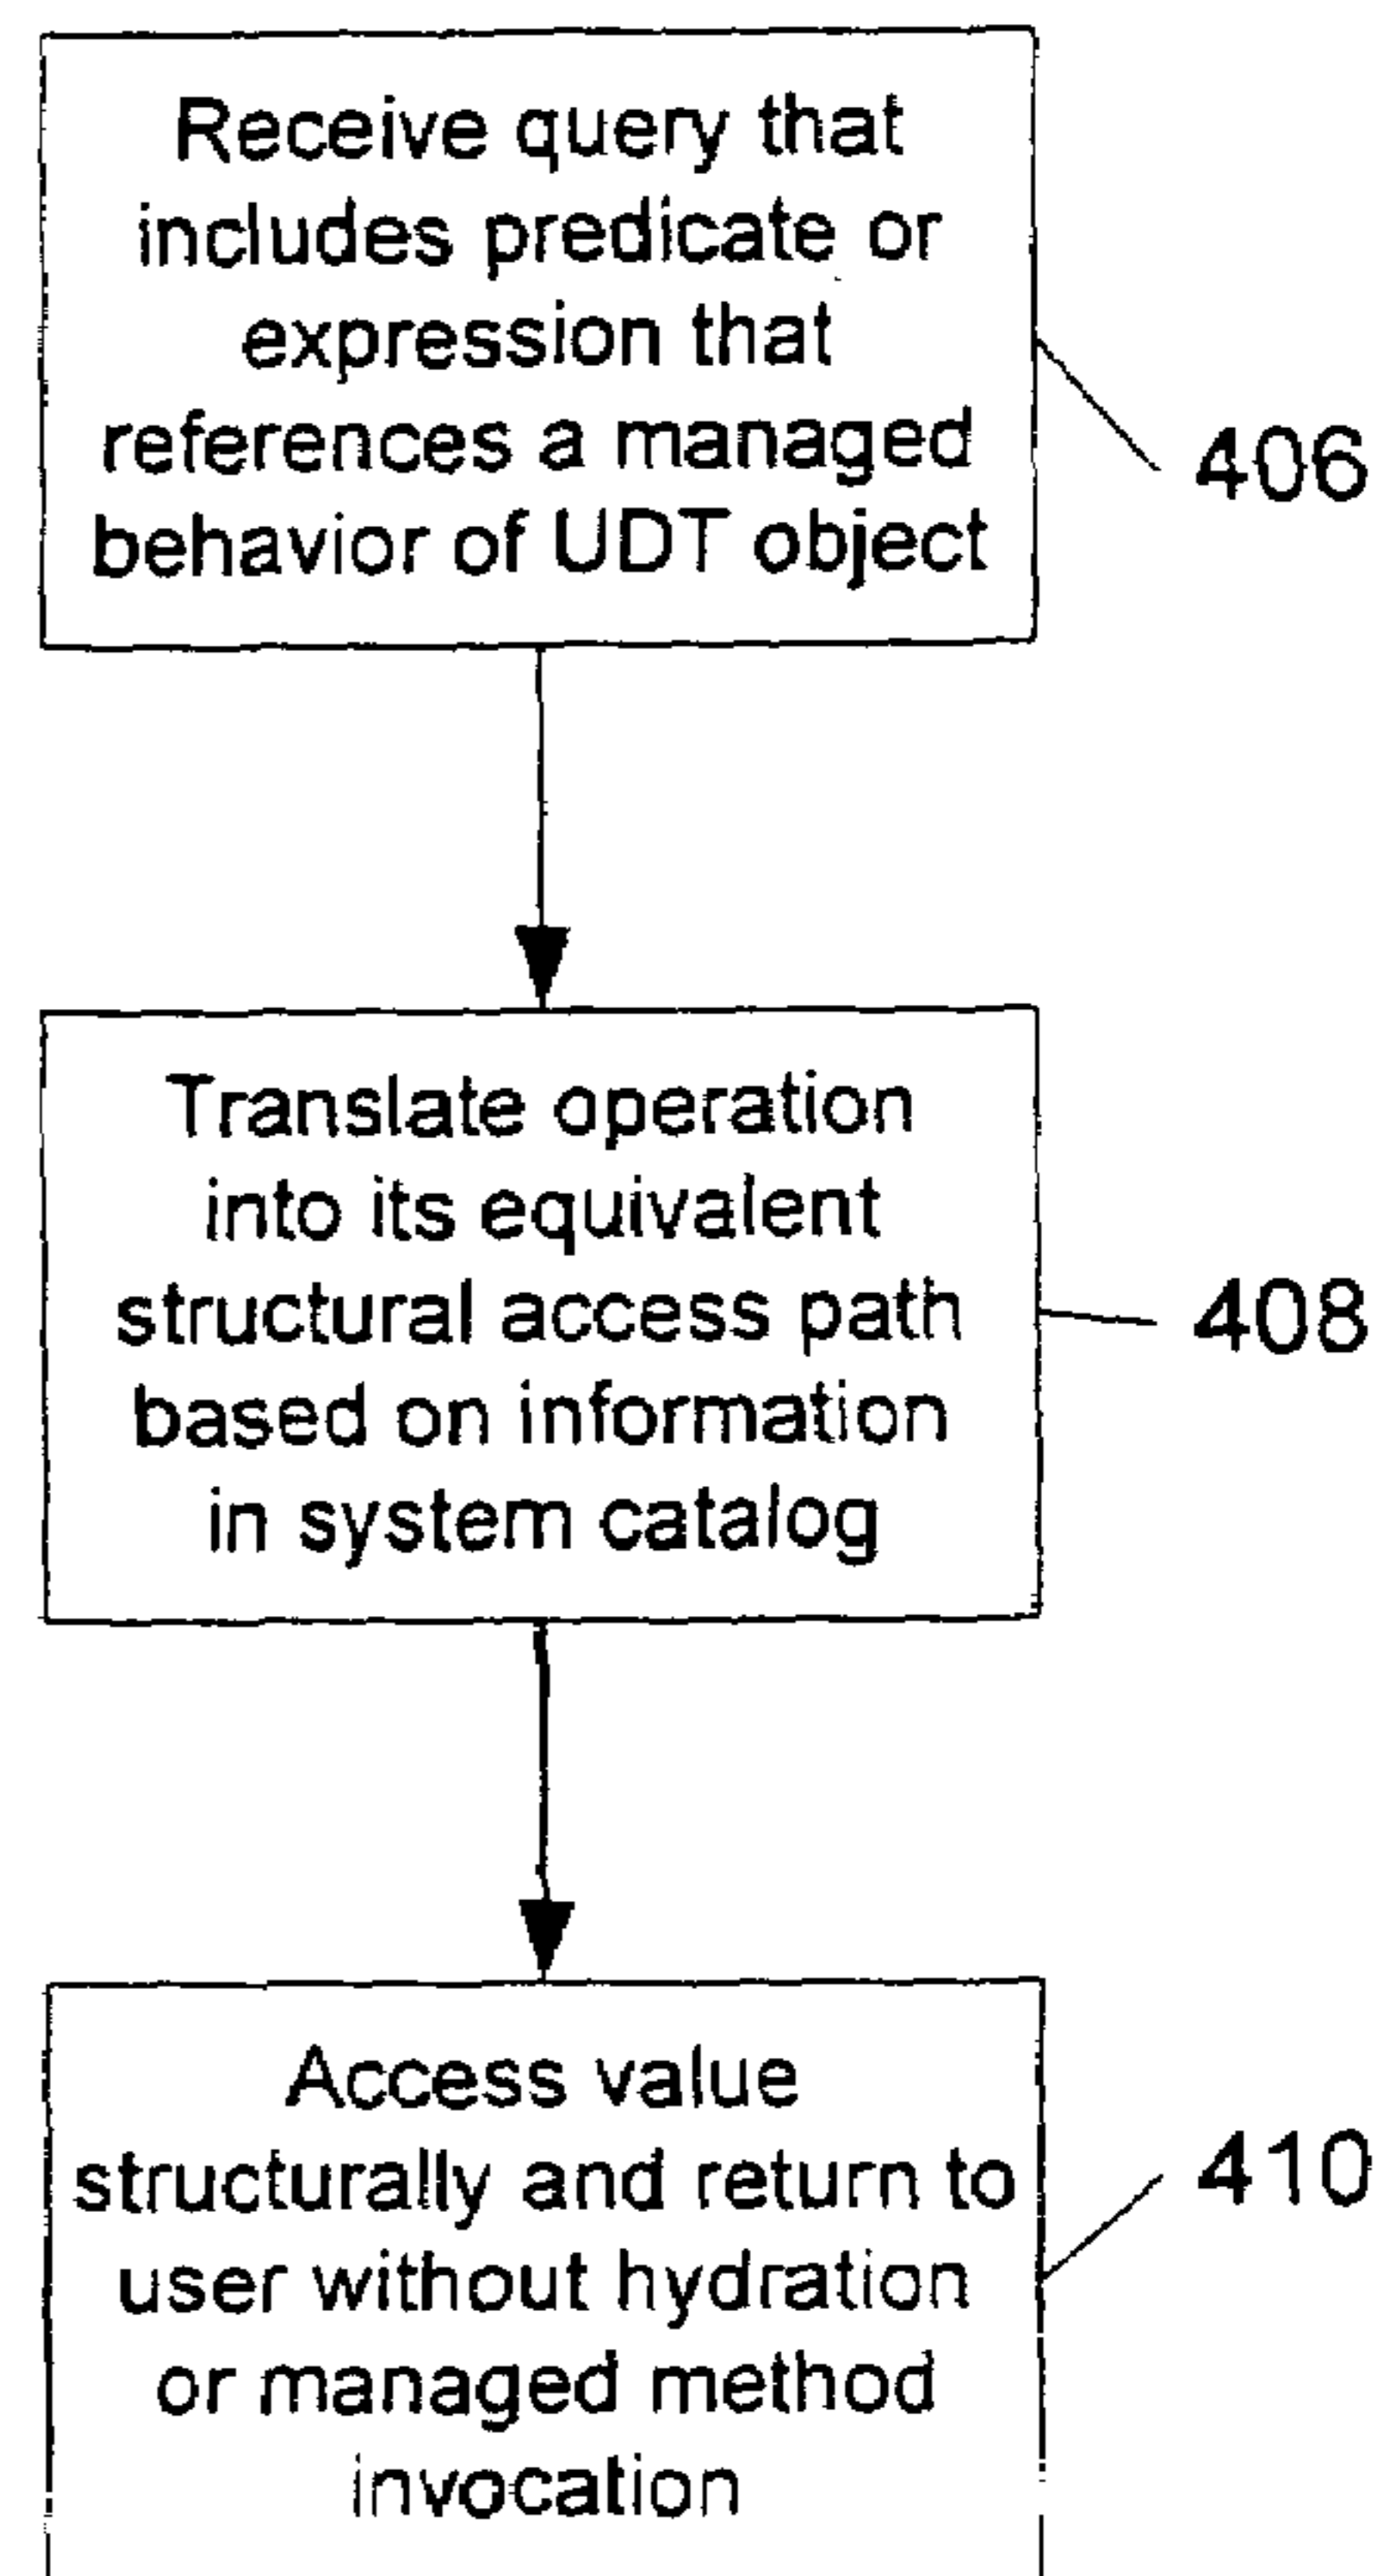 Receive query that
includes predicate or
expression that
references a managed
behavior of UDT object
406
Translate operation
into its equivalent
structural access path
based on information
in system catalog
408
Access value
structurally and return to
user without hydration
or managed method
invocation
410